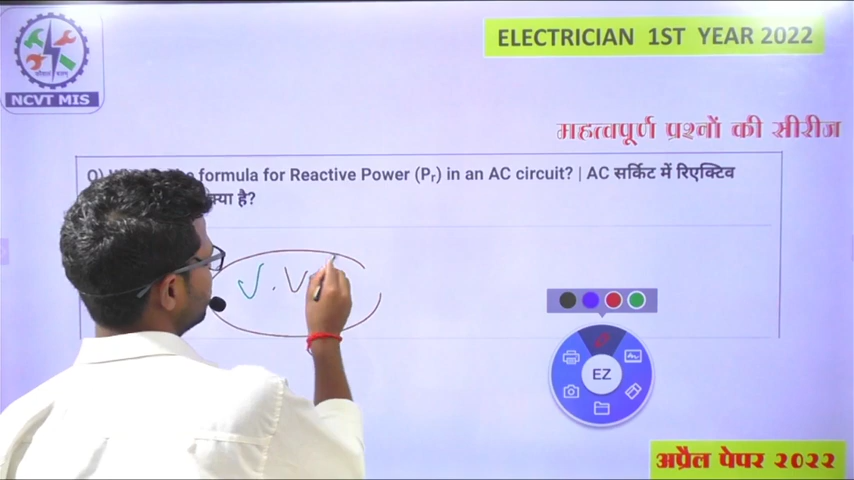 ELECTRICIAN 1ST YEAR 2022
NCVT MIS
महत्वपूर्ण प्रश्नों की सीरीज
Q) formula for Reactive Power (Pr) in an AC circuit? | AC सर्किट में रिएक्टिव
क्या है?
V
EZ
अप्रैल पेपर २०२२